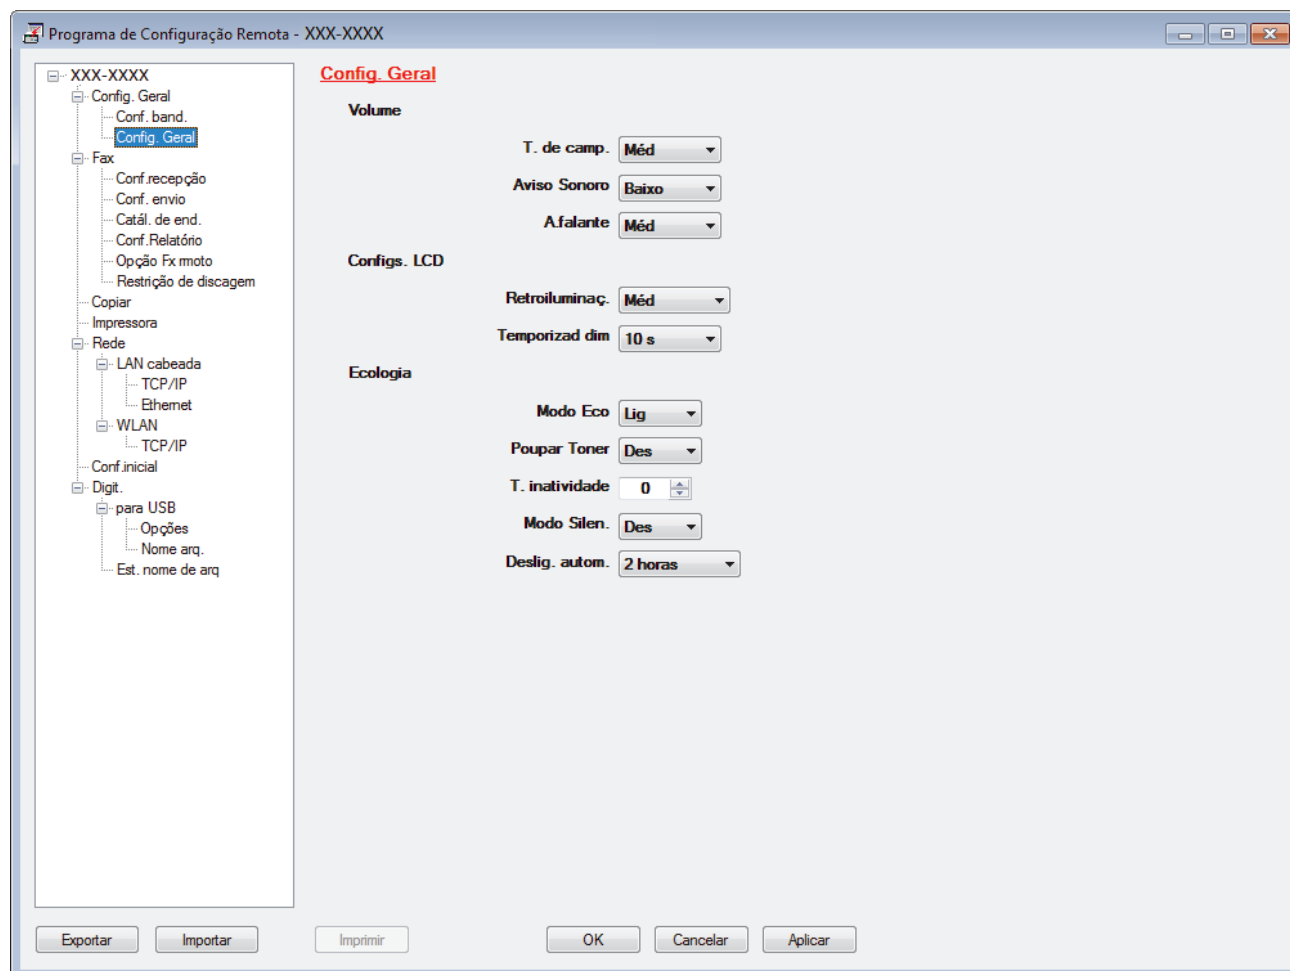 Programa de Configuração Remota - XXX-XXXX
XXX-XXXX
Config. Geral
Conf. band.
Config. Geral
Fax
Conf.recepção
Conf. envio
Catál. de end.
Conf.Relatório
Opção Fx rmoto
Restrição de discagem
Copiar
Impressora
Rede
LAN cabeada
TCP/IP
Ethernet
WLAN
TCP/IP
Conf.inicial
Digit.
para USB
Opções
Nome arq.
Est. nome de arq
Config. Geral
Volume
T. de camp. Méd
Aviso Sonoro Baixo
A.falante Méd
Configs. LCD
Retroiluminaç. Méd
Temporizad dim 10 s
Ecologia
Modo Eco Lig
Poupar Toner Des
T. inatividade 0
Modo Silen. Des
Deslig. autom. 2 horas
Exportar Importar Imprimir OK Cancelar Aplicar